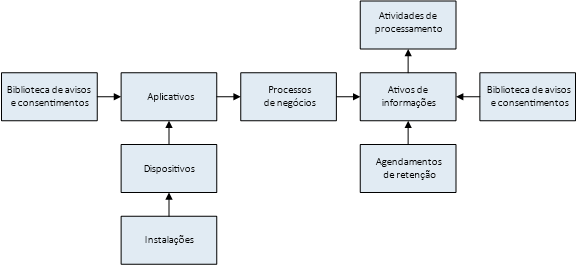 Atividades de
processamento
Biblioteca de avisos
e consentimentos
Aplicativos
Processos
de negócios
Ativos de
informações
Biblioteca de avisos
e consentimentos
Dispositivos
Agendamentos
de retenção
Instalações